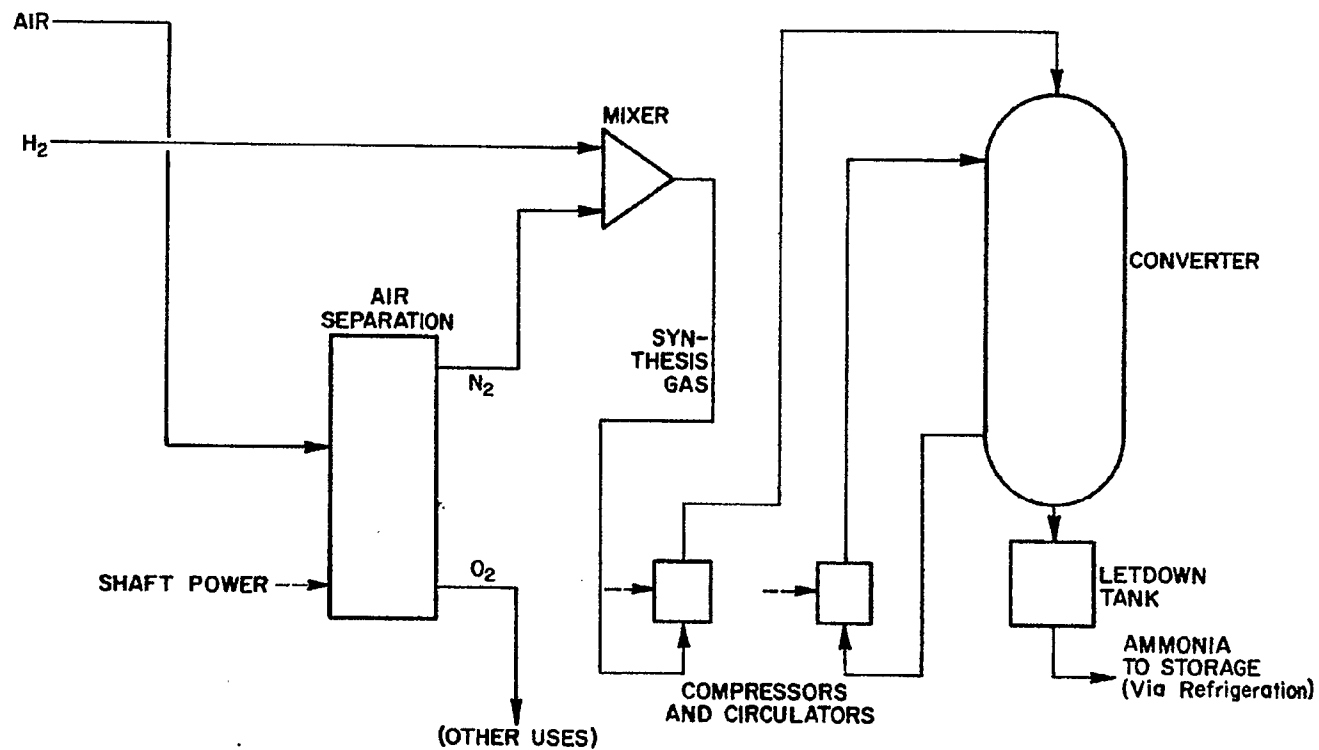 AIR
H₂
MIXER
AIR
SEPARATION
N₂
SYN-
THESIS
GAS
CONVERTER
SHAFT POWER
O₂
LETDOWN
TANK
AMMONIA
TO STORAGE
(Via Refrigeration)
COMPRESSORS
AND CIRCULATORS
(OTHER USES)